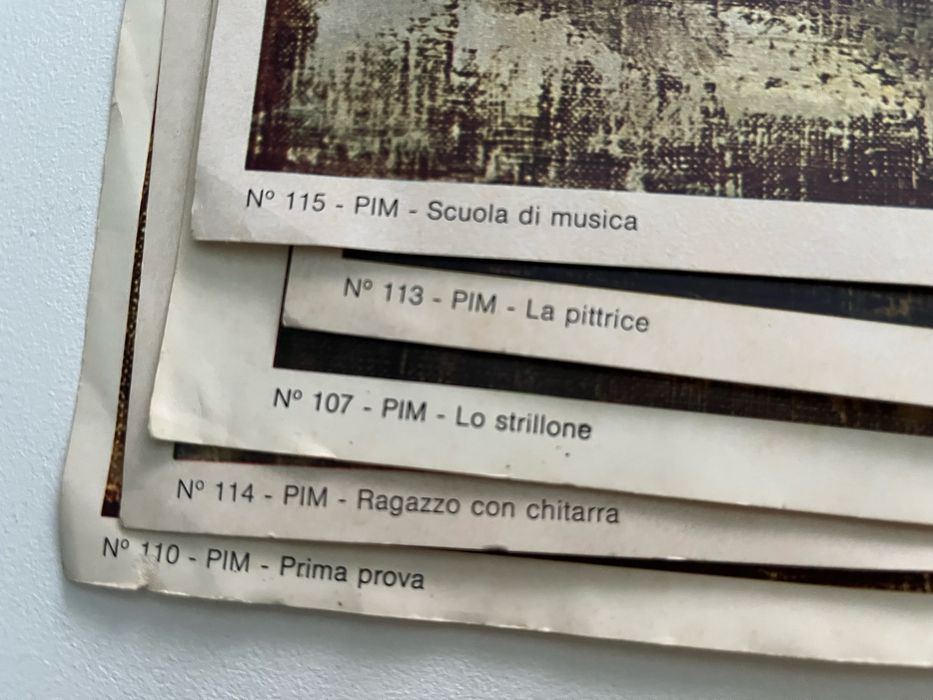 Nº 115 - PIM - Scuola di musica
Nº 113 - PIM - La pittrice
Nº 107 - PIM - Lo strillone
Nº 114 - PIM - Ragazzo con chitarra
Nº 110 - PIM - Prima prova